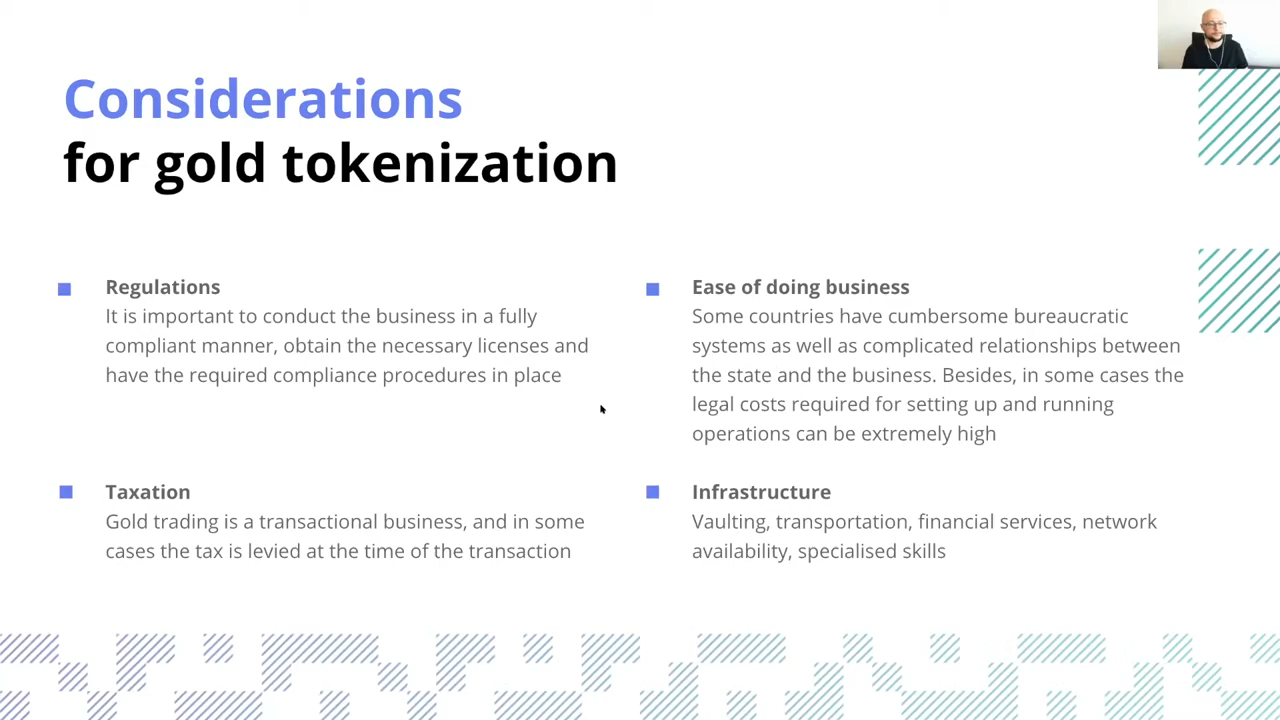 Considerations
for gold tokenization
Regulations
It is important to conduct the business in a fully
compliant manner, obtain the necessary licenses and
have the required compliance procedures in place
Ease of doing business
Some countries have cumbersome bureaucratic
systems as well as complicated relationships between
the state and the business. Besides, in some cases the
legal costs required for setting up and running
operations can be extremely high
Taxation
Gold trading is a transactional business, and in some
cases the tax is levied at the time of the transaction
Infrastructure
Vaulting, transportation, financial services, network
availability, specialised skills